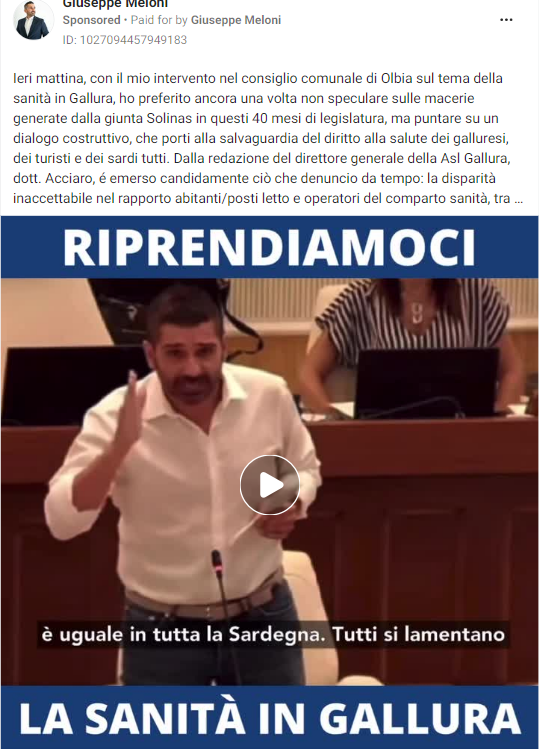 Giuseppe Meloni
Sponsored • Paid for by Giuseppe Meloni
ID: 1027094457949183
Ieri mattina, con il mio intervento nel consiglio comunale di Olbia sul tema della
sanità in Gallura, ho preferito ancora una volta non speculare sulle macerie
generate dalla giunta Solinas in questi 40 mesi di legislatura, ma puntare su un
dialogo costruttivo, che porti alla salvaguardia del diritto alla salute dei galluresi,
dei turisti e dei sardi tutti. Dalla redazione del direttore generale della Asl Gallura,
dott. Acciaro, é emerso candidamente ciò che denuncio da tempo: la disparità
inaccettabile nel rapporto abitanti/posti letto e operatori del comparto sanità, tra ...
RIPRENDIAMOCI
è uguale in tutta la Sardegna. Tutti si lamentano
LA SANITÀ IN GALLURA